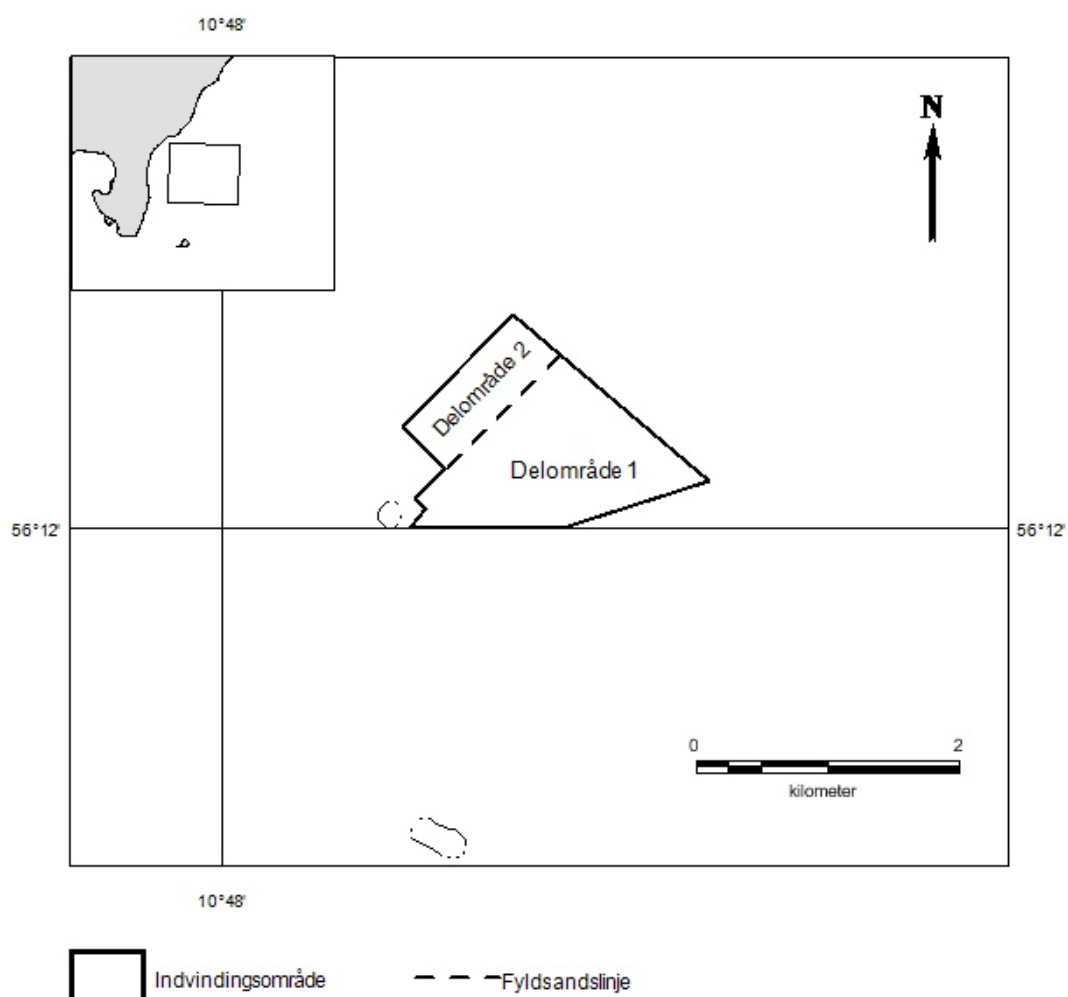 10°48'
N
Delområde 2
Delområde 1
56°12'
56°12'
0 2
kilometer
10°48'
Indvindingsområde
Fyldsandslinje